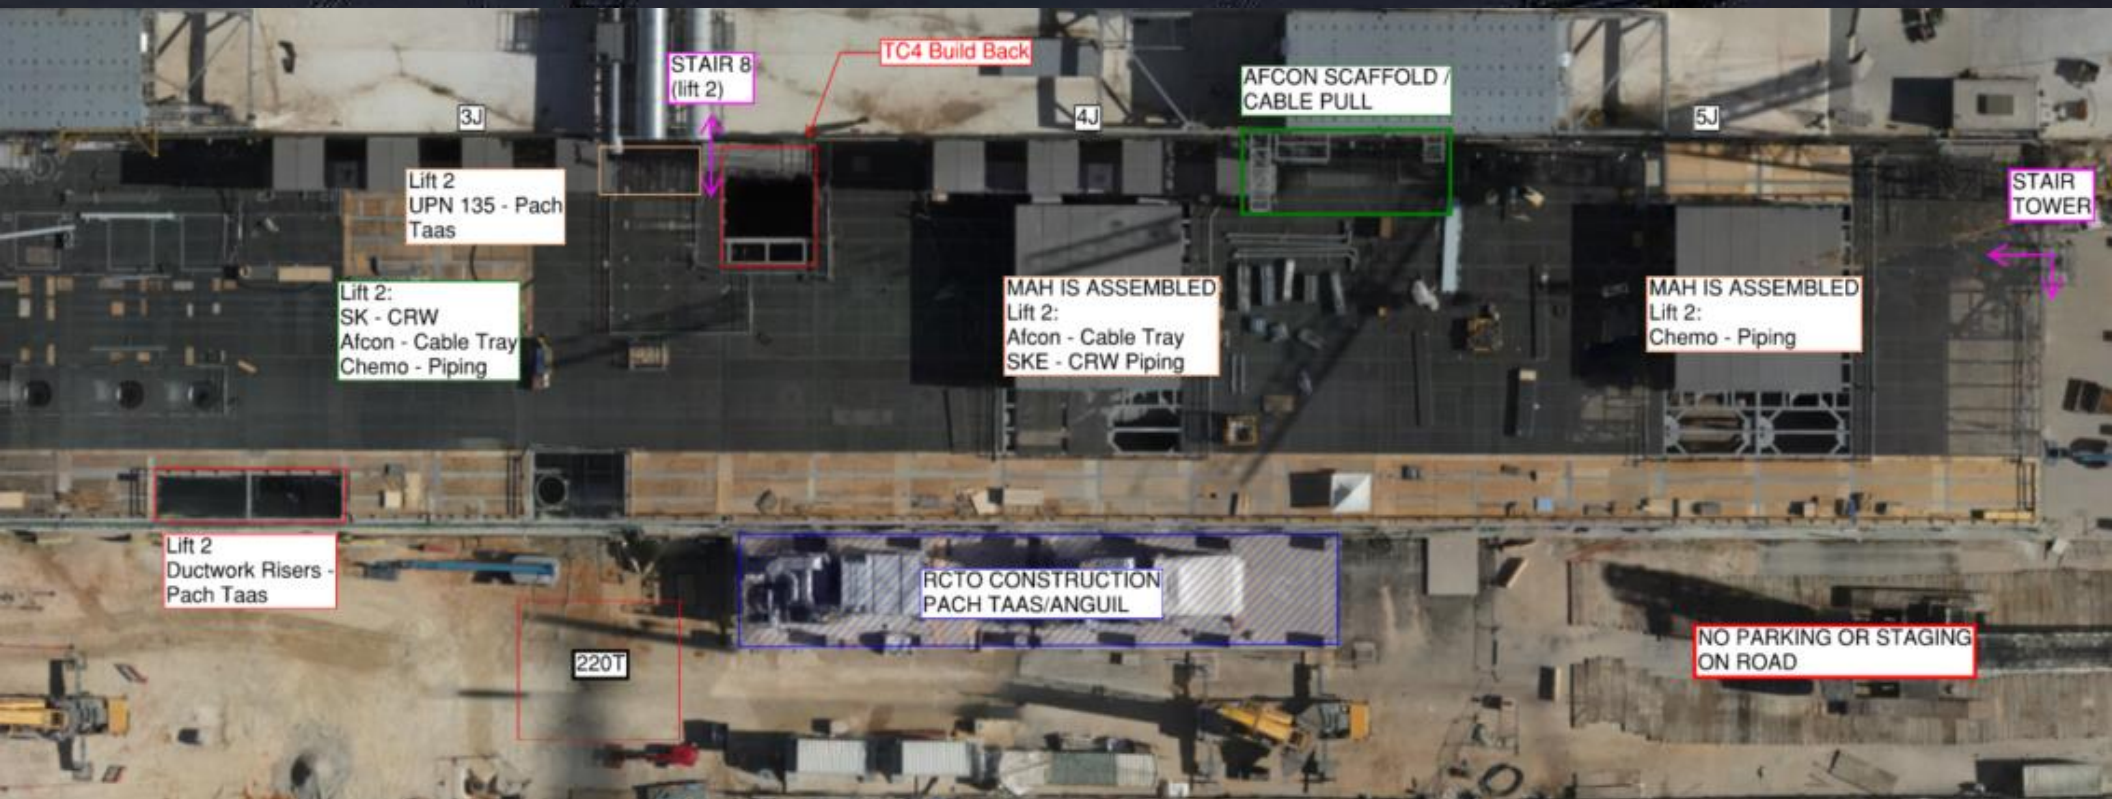 TC4 Build Back
STAIR 8
(lift 2)
AFCON SCAFFOLD /
CABLE PULL
3J
4J
5J
Lift 2
UPN 135 - Pach
Taas
STAIR
TOWER
Lift 2:
SK - CRW
Afcon - Cable Tray
Chemo - Piping
MAH IS ASSEMBLED
Lift 2:
Afcon - Cable Tray
SKE - CRW Piping
MAH IS ASSEMBLED
Lift 2:
Chemo - Piping
Lift 2
Ductwork Risers -
Pach Taas
RCTO CONSTRUCTION
PACH TAAS/ANGUIL
220T
NO PARKING OR STAGING
ON ROAD